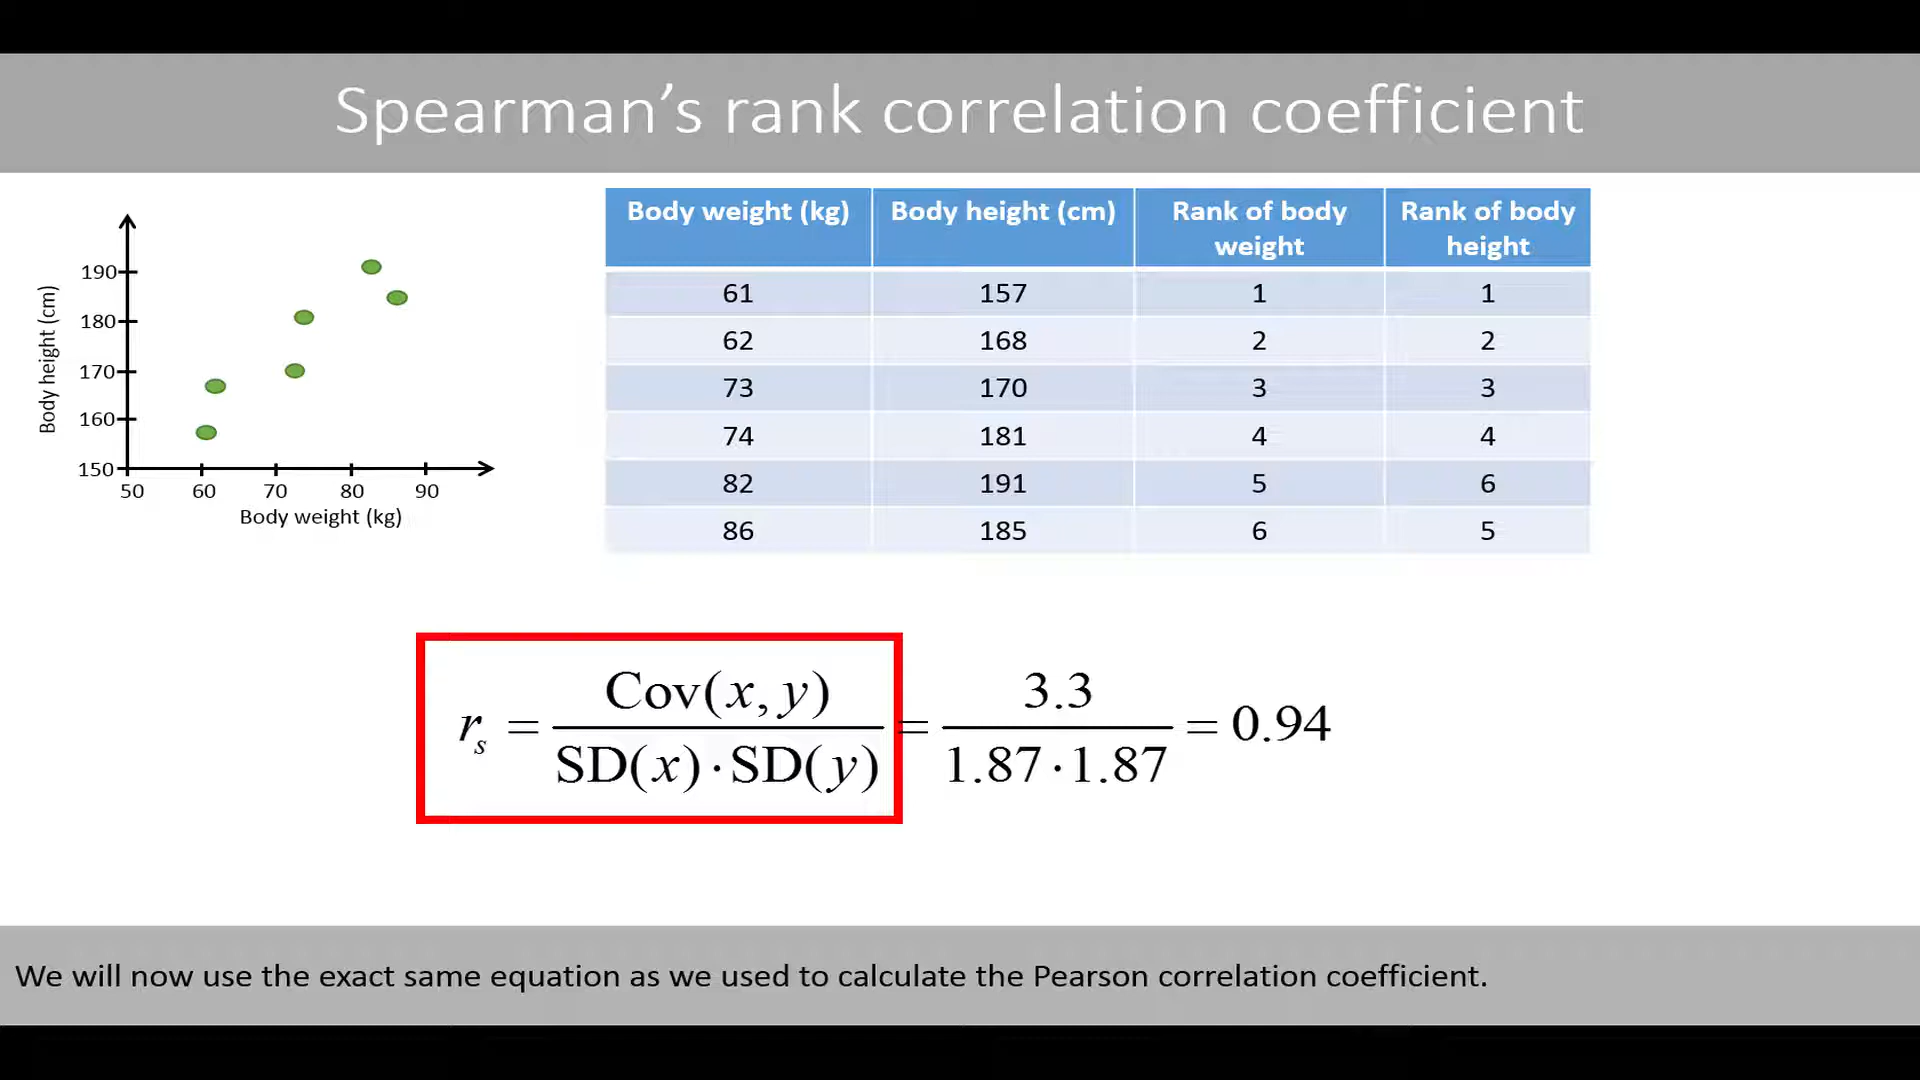 Spearman’s rank correlation coefficient
Body height (cm)
190
180
170
160
150
50 60 70 80 90
Body weight (kg)
Body weight (kg) Body height (cm) Rank of body weight Rank of body height
61 157 1 1
62 168 2 2
73 170 3 3
74 181 4 4
82 191 5 6
86 185 6 5
r_s = Cov(x, y) / SD(x)·SD(y) = 3.3 / 1.87·1.87 = 0.94
We will now use the exact same equation as we used to calculate the Pearson correlation coefficient.